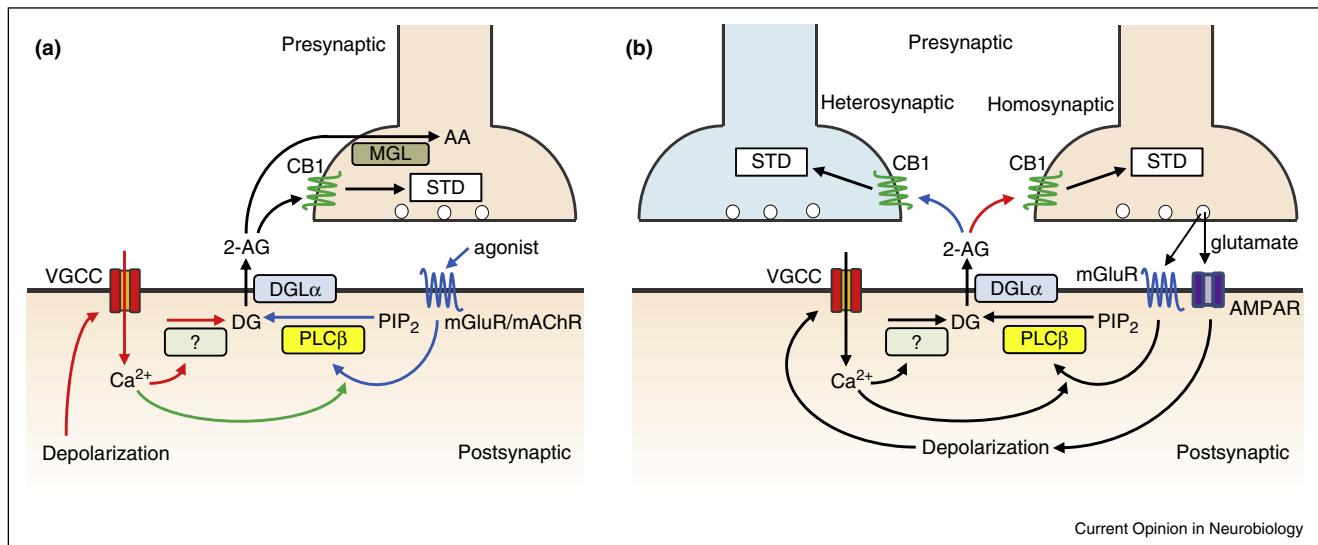 (a)
Presynaptic
AA
MGL
CB1
STD
2-AG
agonist
VGCC
DGLα
DG
PIP2
mGluR/mAChR
?
PLCβ
Ca2+
Depolarization
Postsynaptic
(b)
Presynaptic
Heterosynaptic
Homosynaptic
STD
CB1
CB1
STD
2-AG
glutamate
VGCC
DGLα
mGluR
DG
PIP2
AMPAR
?
PLCβ
Ca2+
Depolarization
Postsynaptic
Current Opinion in Neurobiology